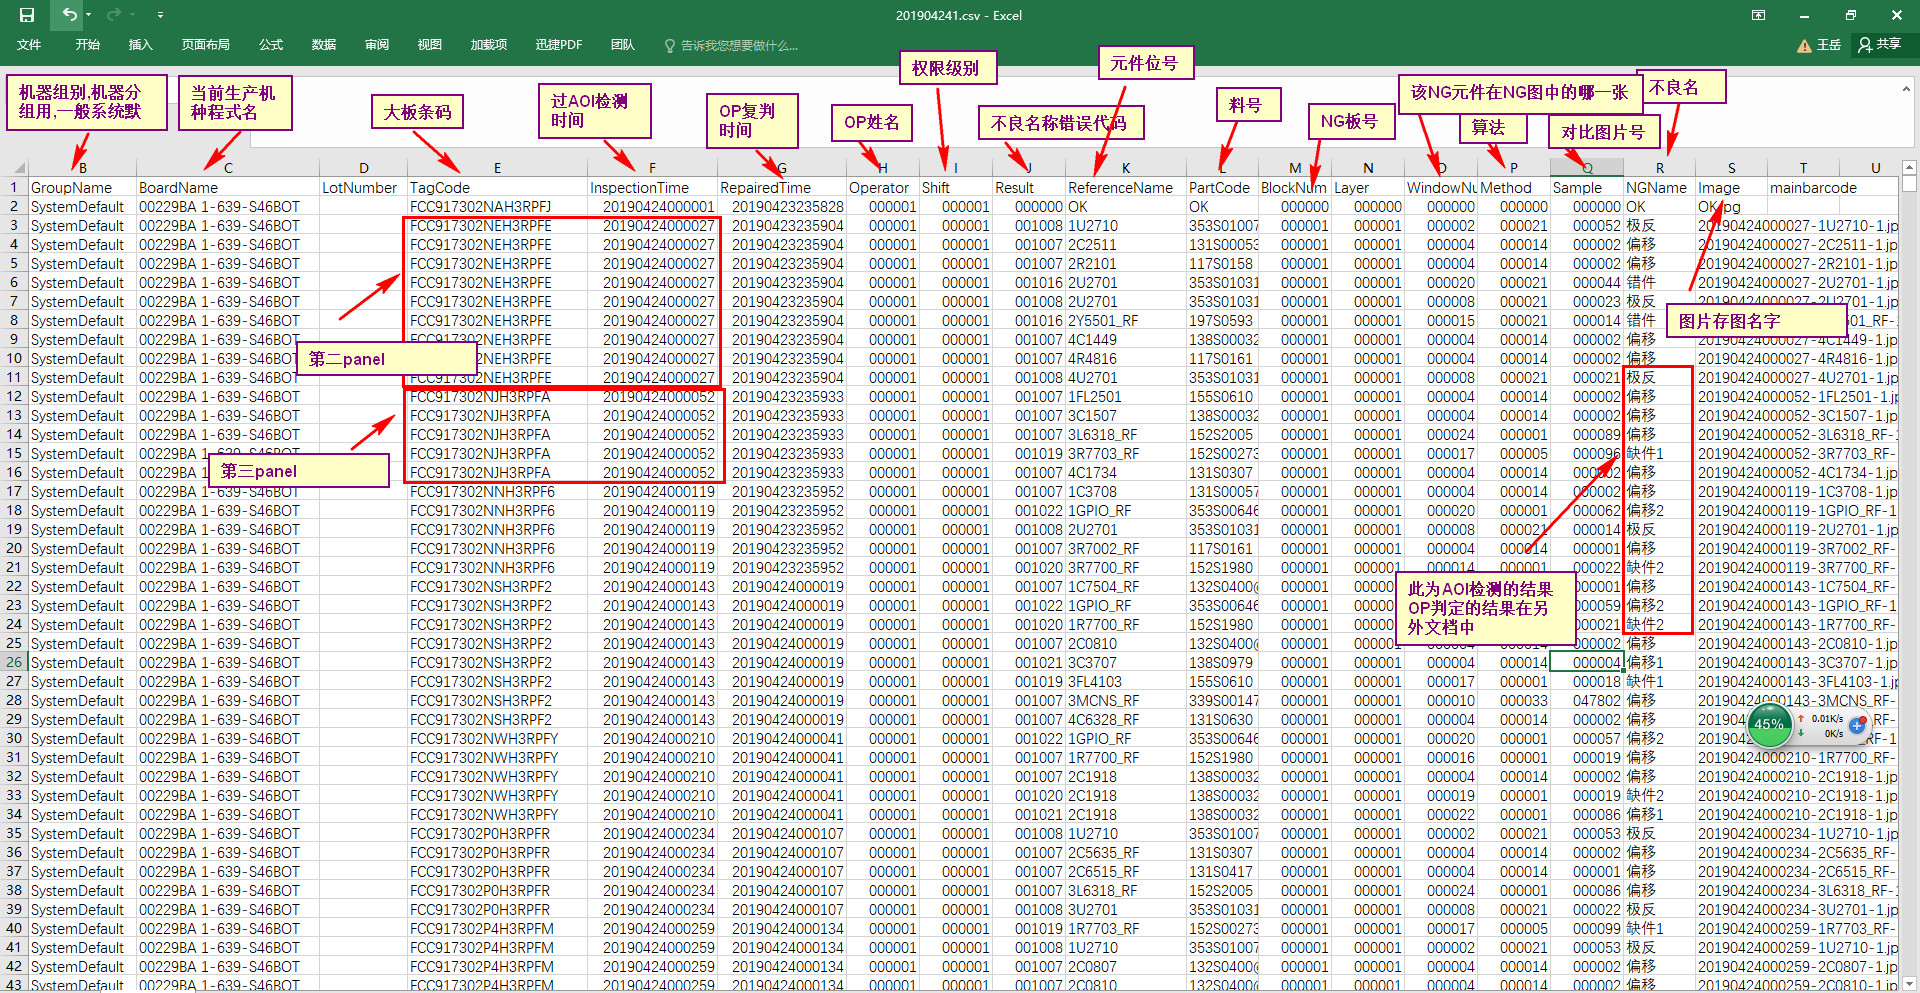 201904241.csv - Excel
文件 开始 插入 页面布局 公式 数据 审阅 视图 加载项 迅捷PDF 团队 告诉我您想要做什么... 王岳 共享
机器组别,机器分
组用,一般系统默
当前生产机
种程式名
大板条码
过AOI检测
时间
OP复判
时间
OP姓名
权限级别
不良名称错误代码
元件位号
料号
NG板号
该NG元件在NG图中的哪一张
算法
对比图片号
不良名
B C D E F G H I J K L M N O P Q R S T U
1 GroupName BoardName LotNumber TagCode InspectionTime RepairedTime Operator Shift Result ReferenceName PartCode BlockNum Layer WindowNu Method Sample NGName Image mainbarcode
2 SystemDefault 00229BA 1-639-S46BOT FCC917302NAH3RPFJ 20190424000001 20190423235828 000001 000001 000000 OK OK 000000 000000 000000 000000 000000 OK
3 SystemDefault 00229BA 1-639-S46BOT FCC917302NEH3RPFE 20190424000027 20190423235904 000001 000001 001008 1U2710 353S01007 000001 000001 000002 000021 000052 极反 20190424000027-1U2710-1.jp
4 SystemDefault 00229BA 1-639-S46BOT FCC917302NEH3RPFE 20190424000027 20190423235904 000001 000001 001007 2C2511 131S00053 000001 000001 000004 000014 000002 偏移 20190424000027-2C2511-1.jp
5 SystemDefault 00229BA 1-639-S46BOT FCC917302NEH3RPFE 20190424000027 20190423235904 000001 000001 001007 2R2101 117S0158 000001 000001 000004 000014 000002 偏移 20190424000027-2R2101-1.jp
6 SystemDefault 00229BA 1-639-S46BOT FCC917302NEH3RPFE 20190424000027 20190423235904 000001 000001 001016 2U2701 353S01031 000001 000001 000020 000021 000044 错件 20190424000027-2U2701-1.jp
7 SystemDefault 00229BA 1-639-S46BOT FCC917302NEH3RPFE 20190424000027 20190423235904 000001 000001 001008 2U2701 353S01031 000001 000001 000008 000021 000023 极反 20190424000027-2U2701-1.jp
8 SystemDefault 00229BA 1-639-S46BOT FCC917302NEH3RPFE 20190424000027 20190423235904 000001 000001 001016 2Y5501_RF 197S0593 000001 000001 000015 000021 000014 错件 501_RF-
9 SystemDefault 00229BA 1-639-S46BOT FCC917302NEH3RPFE 20190424000027 20190423235904 000001 000001 001007 4C1449 138S00032 000001 000001 000004 000014 000002 偏移 20190424000027-4C1449-1.jp
10 SystemDefault 00229BA 1-639-S46BOT NEH3RPFE 20190424000027 20190423235904 000001 000001 001007 4R4816 117S0161 000001 000001 000004 000014 000002 偏移 20190424000027-4R4816-1.jp
11 SystemDefault 00229BA 1-639-S46BOT FCC917302NEH3RPFE 20190424000027 20190423235904 000001 000001 001008 4U2701 353S01031 000001 000001 000008 000021 000021 极反 20190424000027-4U2701-1.jp
12 SystemDefault 00229BA 1-639-S46BOT FCC917302NJH3RPFA 20190424000052 20190423235933 000001 000001 001007 1FL2501 155S0610 000001 000001 000004 000014 000002 偏移 20190424000052-1FL2501-1.j
13 SystemDefault 00229BA 1-639-S46BOT FCC917302NJH3RPFA 20190424000052 20190423235933 000001 000001 001007 3C1507 138S00032 000001 000001 000004 000014 000002 偏移 20190424000052-3C1507-1.jp
14 SystemDefault 00229BA 1-639-S46BOT FCC917302NJH3RPFA 20190424000052 20190423235933 000001 000001 001007 3L6318_RF 152S2005 000001 000001 000024 000001 000089 偏移 20190424000052-3L6318_RF-1
15 SystemDefault 00229BA 1-639-S46BOT FCC917302NJH3RPFA 20190424000052 20190423235933 000001 000001 001019 3R7703_RF 152S00273 000001 000001 000017 000005 000096 缺件1 20190424000052-3R7703_RF-
16 SystemDefault 00229BA 1-639-S46BOT FCC917302NJH3RPFA 20190424000052 20190423235933 000001 000001 001007 4C1734 131S0307 000001 000001 000004 000014 000002 偏移 20190424000052-4C1734-1.jp
17 SystemDefault 00229BA 1-639-S46BOT FCC917302NNH3RPF6 20190424000119 20190423235952 000001 000001 001007 1C3708 131S00057 000001 000001 000004 000014 000002 偏移 20190424000119-1C3708-1.jp
18 SystemDefault 00229BA 1-639-S46BOT FCC917302NNH3RPF6 20190424000119 20190423235952 000001 000001 001022 1GPIO_RF 353S00646 000001 000001 000020 000001 000062 偏移2 20190424000119-1GPIO_RF-1
19 SystemDefault 00229BA 1-639-S46BOT FCC917302NNH3RPF6 20190424000119 20190423235952 000001 000001 001008 2U2701 353S01031 000001 000001 000008 000021 000014 极反 20190424000119-2U2701-1.jp
20 SystemDefault 00229BA 1-639-S46BOT FCC917302NNH3RPF6 20190424000119 20190423235952 000001 000001 001007 3R7002_RF 117S0161 000001 000001 000004 000014 000001 偏移 20190424000119-3R7002_RF-
21 SystemDefault 00229BA 1-639-S46BOT FCC917302NNH3RPF6 20190424000119 20190423235952 000001 000001 001020 3R7700_RF 152S1980 000001 000001 000014 000001 000022 缺件2 20190424000119-3R7700_RF-
22 SystemDefault 00229BA 1-639-S46BOT FCC917302NSH3RPF2 20190424000143 20190424000019 000001 000001 001007 1C7504_RF 132S0400@ 000001 00000 000001 偏移 20190424000143-1C7504_RF-
23 SystemDefault 00229BA 1-639-S46BOT FCC917302NSH3RPF2 20190424000143 20190424000019 000001 000001 001022 1GPIO_RF 353S00646 000001 00000 000059 偏移2 20190424000143-1GPIO_RF-1
24 SystemDefault 00229BA 1-639-S46BOT FCC917302NSH3RPF2 20190424000143 20190424000019 000001 000001 001020 1R7700_RF 152S1980 000001 00000 000021 缺件2 20190424000143-1R7700_RF-
25 SystemDefault 00229BA 1-639-S46BOT FCC917302NSH3RPF2 20190424000143 20190424000019 000001 000001 001007 2C0810 132S0400@ 000001 000001 000004 000014 000002 偏移 20190424000143-2C0810-1.jp
26 SystemDefault 00229BA 1-639-S46BOT FCC917302NSH3RPF2 20190424000143 20190424000019 000001 000001 001021 3C3707 138S0979 000001 000001 000004 000014 000004 偏移1 20190424000143-3C3707-1.jp
27 SystemDefault 00229BA 1-639-S46BOT FCC917302NSH3RPF2 20190424000143 20190424000019 000001 000001 001019 3FL4103 155S0610 000001 000001 000017 000001 000018 缺件1 20190424000143-3FL4103-1.j
28 SystemDefault 00229BA 1-639-S46BOT FCC917302NSH3RPF2 20190424000143 20190424000019 000001 000001 001007 3MCNS_RF 339S00147 000001 000001 000010 000033 047802 偏移 20190424000143-3MCNS_RF-
29 SystemDefault 00229BA 1-639-S46BOT FCC917302NSH3RPF2 20190424000143 20190424000019 000001 000001 001007 4C6328_RF 131S0630 000001 000001 000004 000014 000002 偏移 _RF-
30 SystemDefault 00229BA 1-639-S46BOT FCC917302NWH3RPFY 20190424000210 20190424000041 000001 000001 001022 1GPIO_RF 353S00646 000001 000001 000020 000001 000057 偏移2 RF-1
31 SystemDefault 00229BA 1-639-S46BOT FCC917302NWH3RPFY 20190424000210 20190424000041 000001 000001 001007 1R7700_RF 152S1980 000001 000001 000016 000001 000019 偏移 20190424000210-1R7700_RF-
32 SystemDefault 00229BA 1-639-S46BOT FCC917302NWH3RPFY 20190424000210 20190424000041 000001 000001 001007 2C1918 138S00032 000001 000001 000004 000014 000002 偏移 20190424000210-2C1918-1.jp
33 SystemDefault 00229BA 1-639-S46BOT FCC917302NWH3RPFY 20190424000210 20190424000041 000001 000001 001020 2C1918 138S00032 000001 000001 000019 000001 000019 缺件2 20190424000210-2C1918-1.jp
34 SystemDefault 00229BA 1-639-S46BOT FCC917302NWH3RPFY 20190424000210 20190424000041 000001 000001 001021 2C1918 138S00032 000001 000001 000022 000001 000086 偏移1 20190424000210-2C1918-1.jp
35 SystemDefault 00229BA 1-639-S46BOT FCC917302P0H3RPFR 20190424000234 20190424000107 000001 000001 001008 1U2710 353S01007 000001 000001 000002 000021 000053 极反 20190424000234-1U2710-1.jp
36 SystemDefault 00229BA 1-639-S46BOT FCC917302P0H3RPFR 20190424000234 20190424000107 000001 000001 001007 2C5635_RF 131S0307 000001 000001 000004 000014 000002 偏移 20190424000234-2C5635_RF-
37 SystemDefault 00229BA 1-639-S46BOT FCC917302P0H3RPFR 20190424000234 20190424000107 000001 000001 001007 2C6515_RF 131S0417 000001 000001 000004 000014 000001 偏移 20190424000234-2C6515_RF-
38 SystemDefault 00229BA 1-639-S46BOT FCC917302P0H3RPFR 20190424000234 20190424000107 000001 000001 001007 3L6318_RF 152S2005 000001 000001 000024 000001 000086 偏移 20190424000234-3L6318_RF-1
39 SystemDefault 00229BA 1-639-S46BOT FCC917302P0H3RPFR 20190424000234 20190424000107 000001 000001 001008 3U2701 353S01031 000001 000001 000008 000021 000022 极反 20190424000234-3U2701-1.jp
40 SystemDefault 00229BA 1-639-S46BOT FCC917302P4H3RPFM 20190424000259 20190424000134 000001 000001 001019 1R7703_RF 152S00273 000001 000001 000017 000005 000099 缺件1 20190424000259-1R7703_RF-
41 SystemDefault 00229BA 1-639-S46BOT FCC917302P4H3RPFM 20190424000259 20190424000134 000001 000001 001008 1U2710 353S01007 000001 000001 000002 000021 000053 极反 20190424000259-1U2710-1.jp
42 SystemDefault 00229BA 1-639-S46BOT FCC917302P4H3RPFM 20190424000259 20190424000134 000001 000001 001007 2C0807 132S0400@ 000001 000001 000004 000014 000002 偏移 20190424000259-2C0807-1.jp
43 SystemDefault 00229BA 1-639-S46BOT FCC917302P4H3RPFM 20190424000259 20190424000134 000001 000001 001007 2C0810 132S0400@ 000001 000001 000004 000014 000002 偏移 20190424000259-2C0810-1.jp
第二panel
第三panel
图片存图名字
此为AOI检测的结果
OP判定的结果在另
外文档中
45% 0.01K/s
0K/s